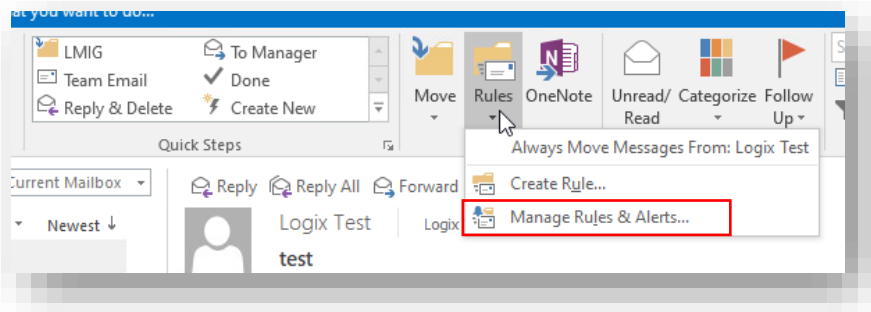 at you want to do...
LMIG
To Manager
Team Email
Done
Reply & Delete
Create New
Move
Rules
OneNote
Unread/
Read
Categorize
Follow
Up
Quick Steps
Always Move Messages From: Logix Test
Create Rule...
Manage Rules & Alerts...
Current Mailbox
Reply
Reply All
Forward
Newest ↓
Logix Test
Logix
test